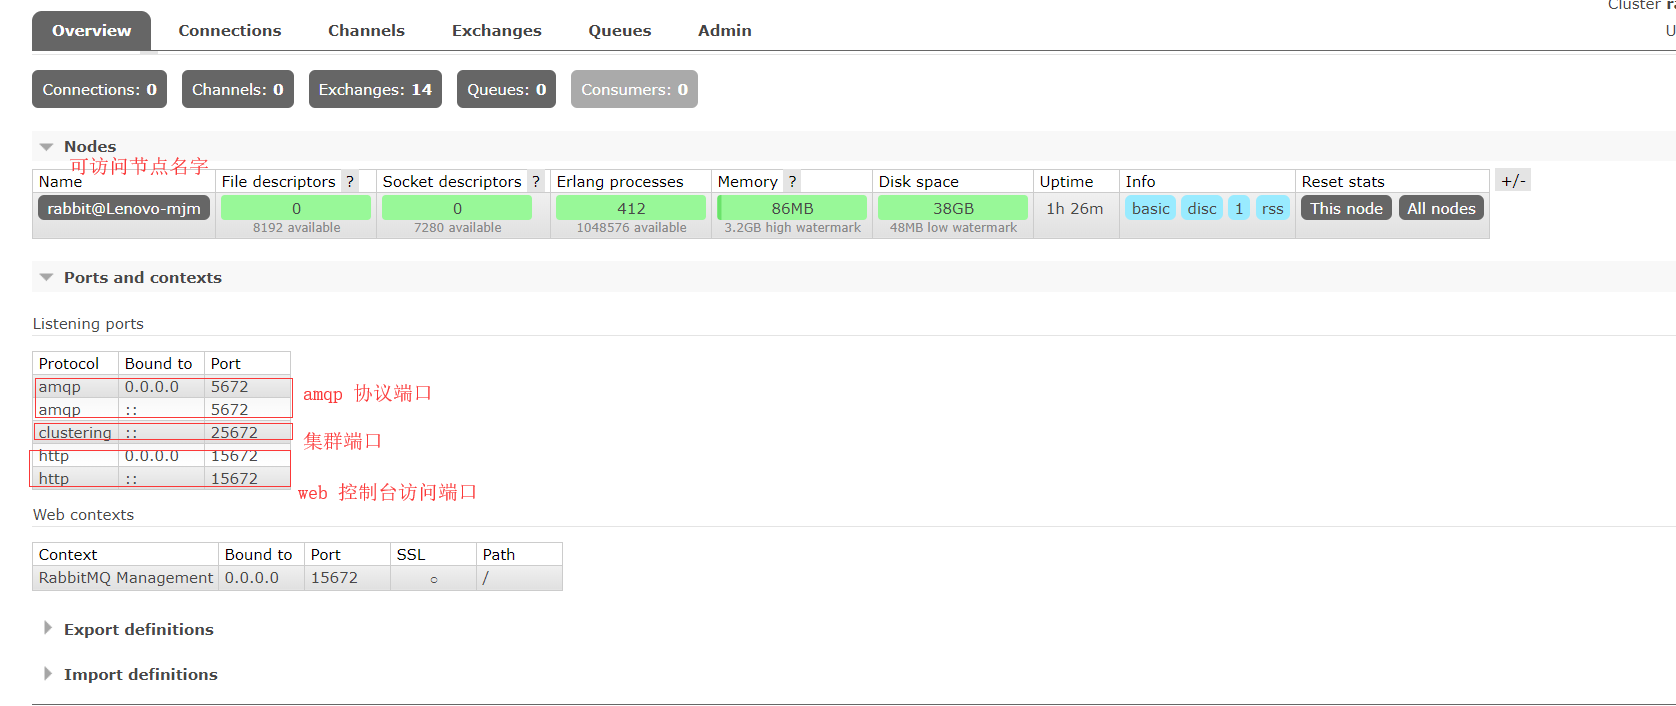 Cluster
Overview Connections Channels Exchanges Queues Admin
Connections: 0 Channels: 0 Exchanges: 14 Queues: 0 Consumers: 0
Nodes
可访问节点名字
Name File descriptors ? Socket descriptors ? Erlang processes Memory ? Disk space Uptime Info Reset stats +/-
rabbit@Lenovo-mjm 0 0 412 86MB 38GB 1h 26m basic disc 1 rss This node All nodes
8192 available 7280 available 1048576 available 3.2GB high watermark 48MB low watermark
Ports and contexts
Listening ports
Protocol Bound to Port
amqp 0.0.0.0 5672
amqp 协议端口
amqp :: 5672
clustering :: 25672
集群端口
http 0.0.0.0 15672
http :: 15672
web 控制台访问端口
Web contexts
Context Bound to Port SSL Path
RabbitMQ Management 0.0.0.0 15672 ○ /
Export definitions
Import definitions